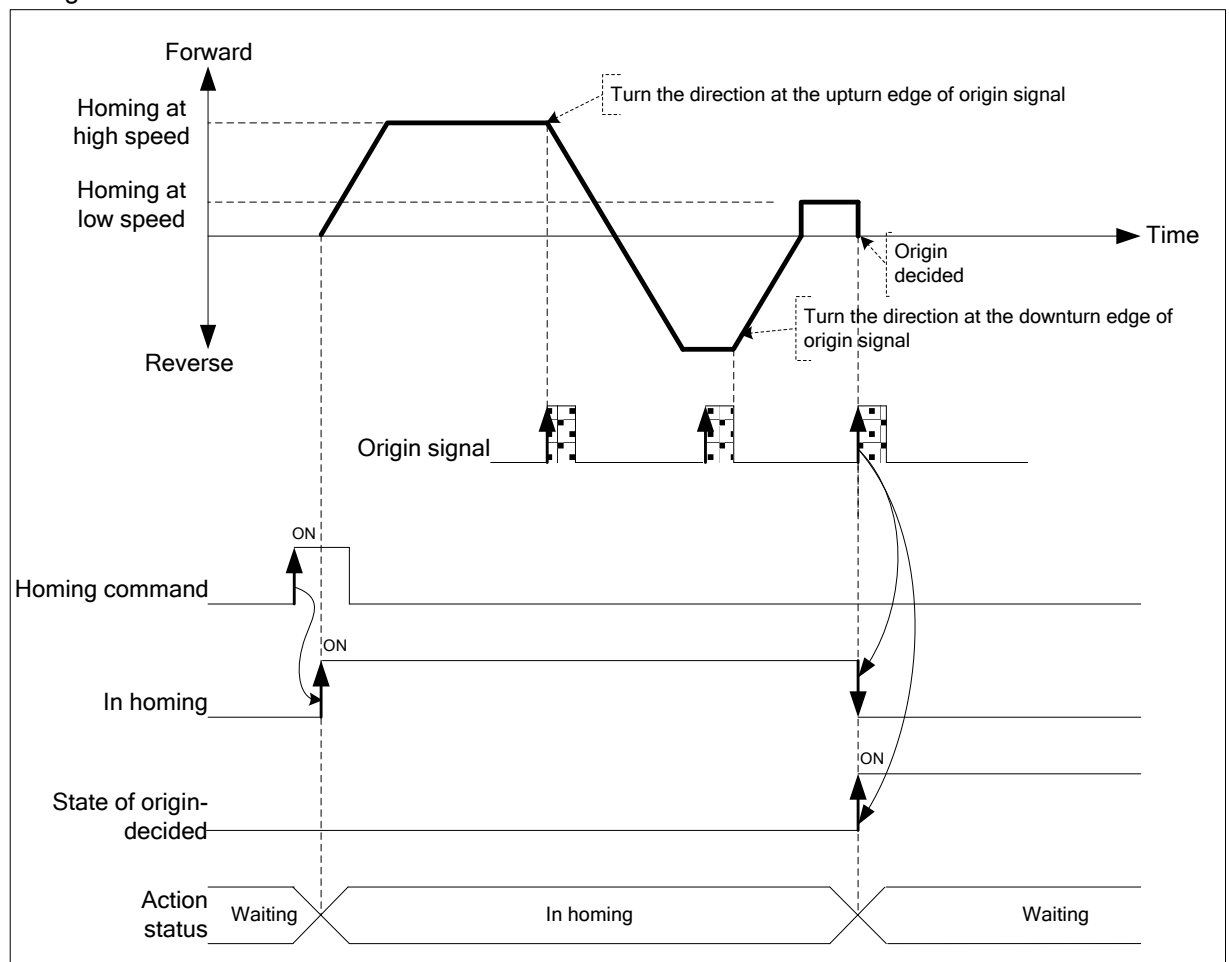 Forward
Homing at
high speed
Turn the direction at the upturn edge of origin signal
Homing at
low speed
Time
Origin
decided
Turn the direction at the downturn edge of
origin signal
Reverse
Origin signal
ON
Homing command
ON
In homing
ON
State of origin-
decided
Action
status
Waiting
In homing
Waiting